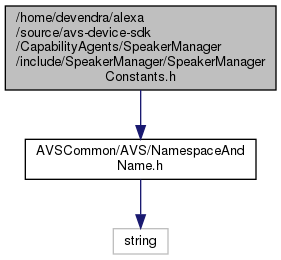 /home/devendra/alexa
/source/avs-device-sdk
/CapabilityAgents/SpeakerManager
/include/SpeakerManager/SpeakerManager
Constants.h
AVSCommon/AVS/NamespaceAnd
Name.h
string